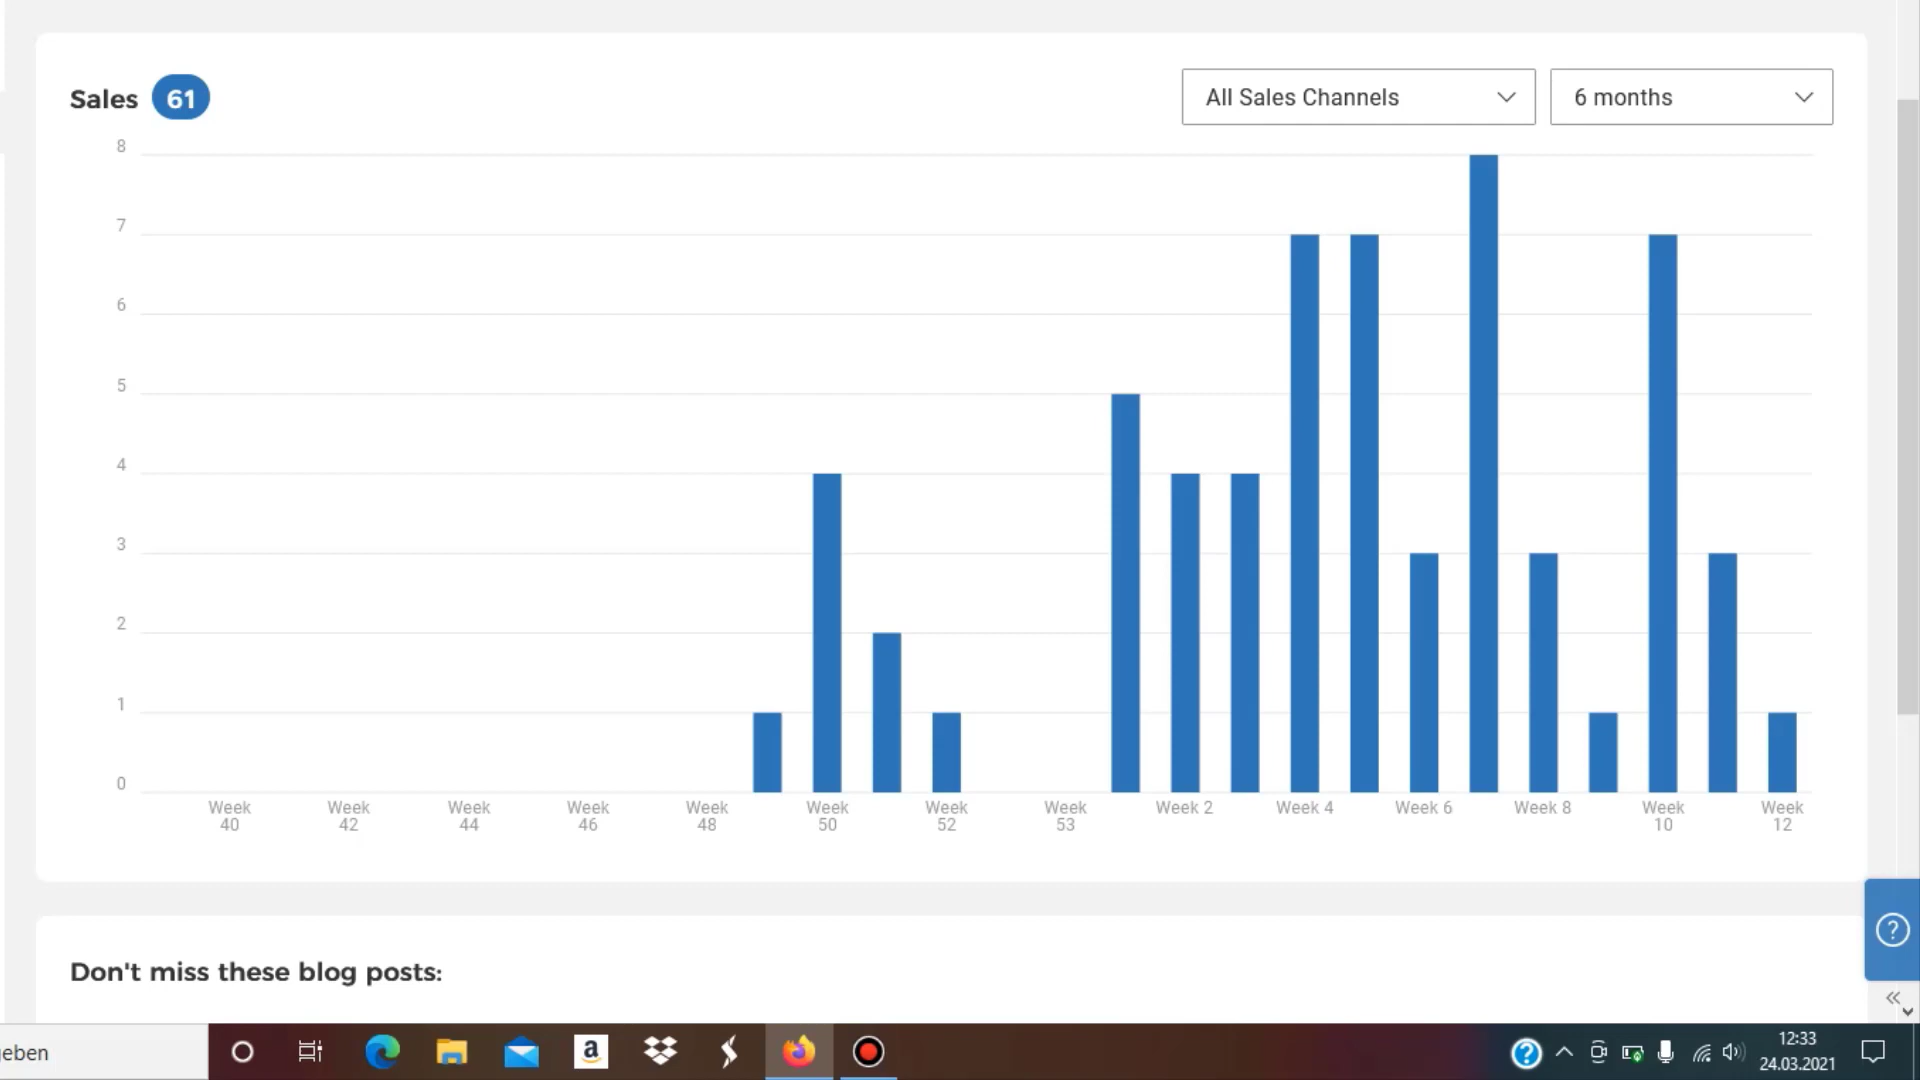 Sales 61
All Sales Channels
6 months
8
7
6
5
4
3
2
1
0
Week
40
Week
42
Week
44
Week
46
Week
48
Week
50
Week
52
Week
53
Week 2
Week 4
Week 6
Week 8
Week
10
Week
12
Don't miss these blog posts:
eben
a
12:33
24.03.2021